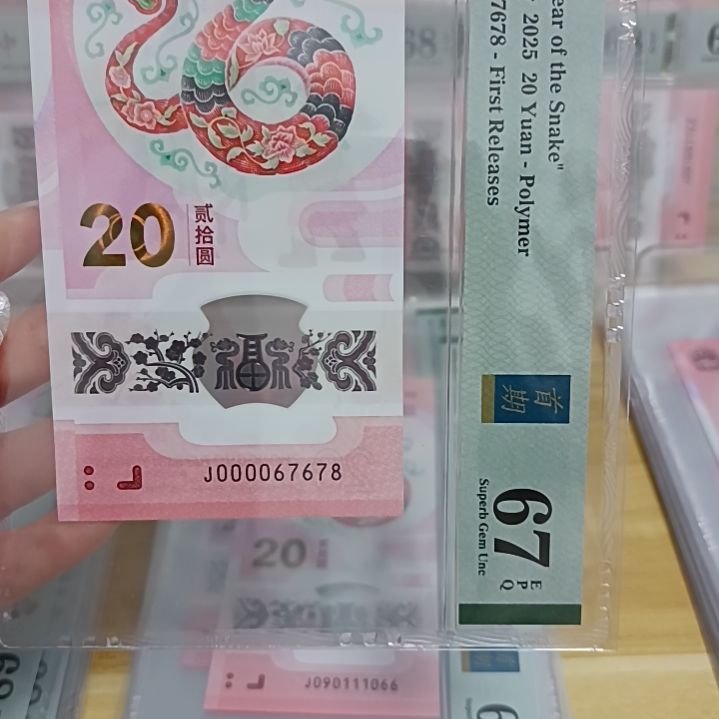 20
贰拾圆
J000067678
ear of the Snake"
2025 20 Yuan - Polymer
7678 - First Releases
首期
67
EPQ
Superb Gem Unc
20
J090111066